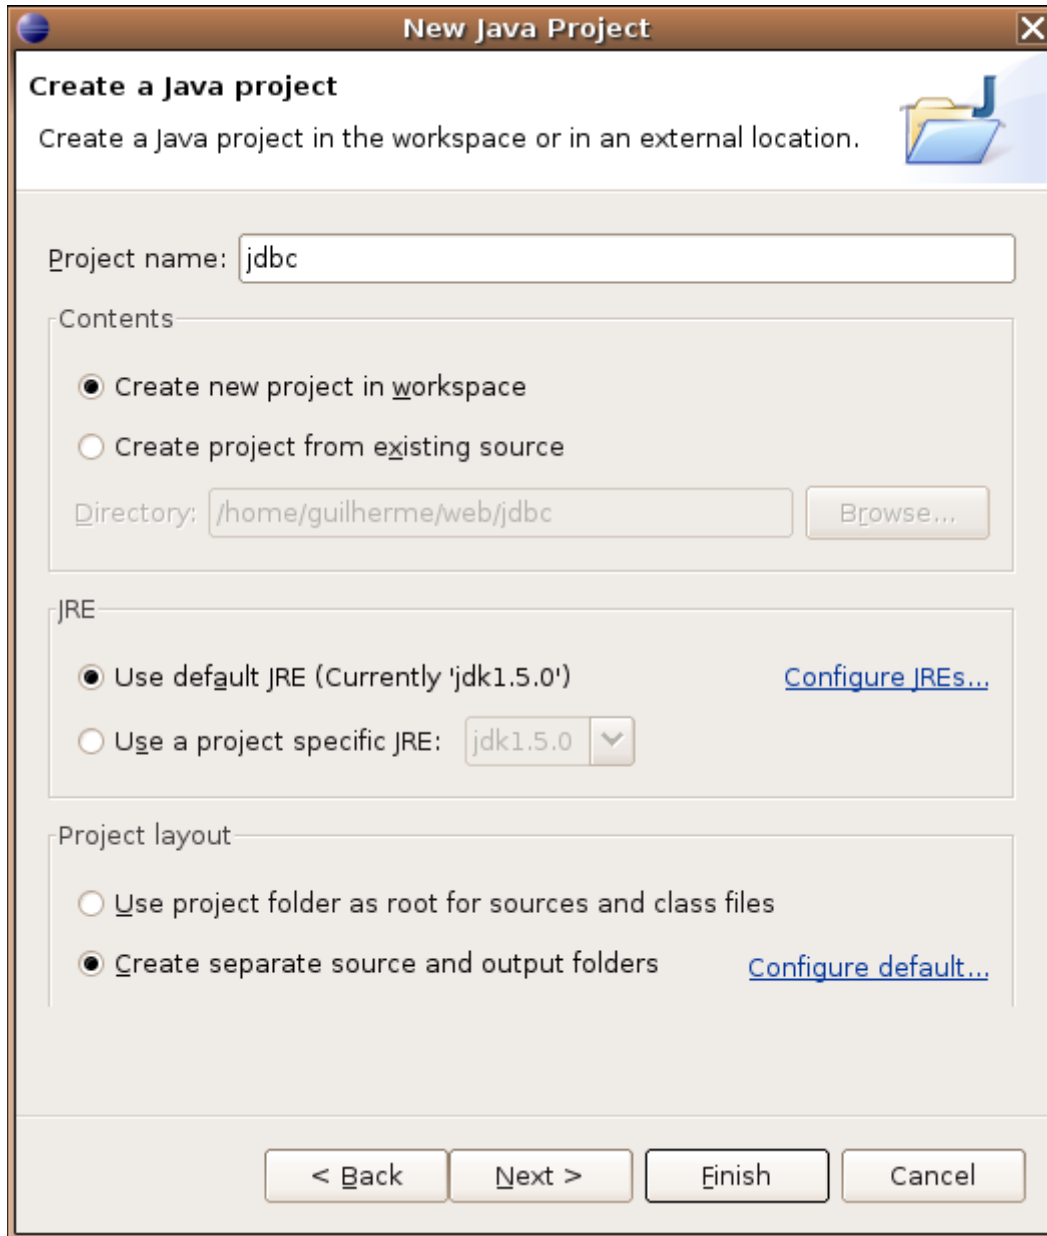 New Java Project
Create a Java project
Create a Java project in the workspace or in an external location.
Project name: jdbc
Contents
Create new project in workspace
Create project from existing source
Directory: /home/guilherme/web/jdbc Browse...
JRE
Use default JRE (Currently 'jdk1.5.0') Configure JREs...
Use a project specific JRE: jdk1.5.0
Project layout
Use project folder as root for sources and class files
Create separate source and output folders Configure default...
< Back Next > Finish Cancel